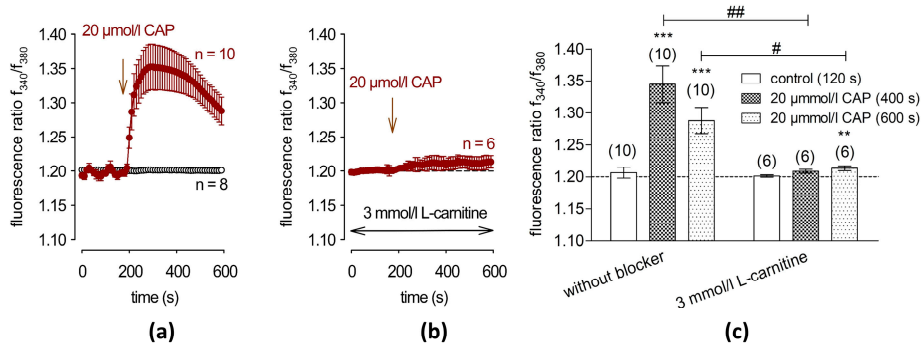 (a)
20 µmol/l CAP
n = 10
n = 8
fluorescence ratio f340/f380
1.40
1.35
1.30
1.25
1.20
1.15
1.10
0 200 400 600
time (s)
(b)
20 µmol/l CAP
n = 6
3 mmol/l L-carnitine
fluorescence ratio f340/f380
1.40
1.35
1.30
1.25
1.20
1.15
1.10
0 200 400 600
time (s)
(c)
##
#
*** *** **
(10) (10) (10) (6) (6) (6)
control (120 s)
20 µmmol/l CAP (400 s)
20 µmmol/l CAP (600 s)
fluorescence ratio f340/f380
1.40
1.35
1.30
1.25
1.20
1.15
1.10
without blocker
3 mmol/l L-carnitine